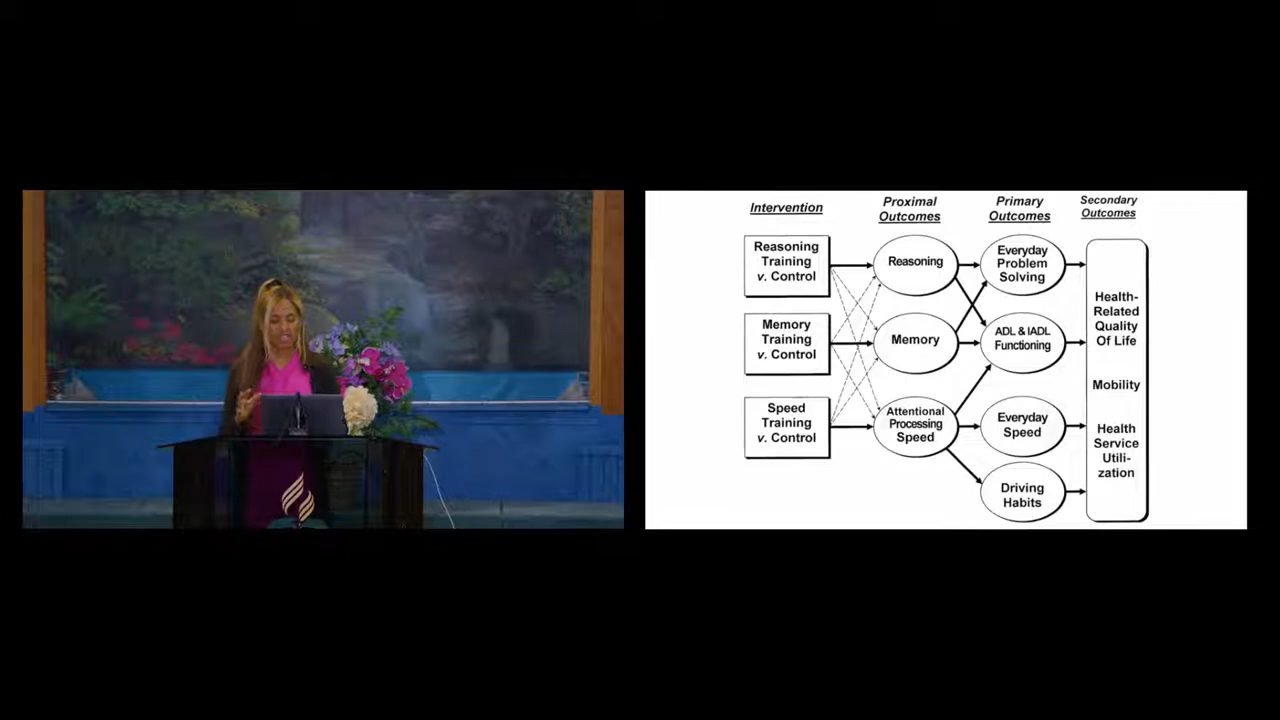 Intervention
Proximal
Outcomes
Primary
Outcomes
Secondary
Outcomes
Reasoning
Training
v. Control
Memory
Training
v. Control
Speed
Training
v. Control
Reasoning
Memory
Attentional
Processing
Speed
Everyday
Problem
Solving
ADL & IADL
Functioning
Everyday
Speed
Driving
Habits
Health-
Related
Quality
Of Life
Mobility
Health
Service
Utili-
zation